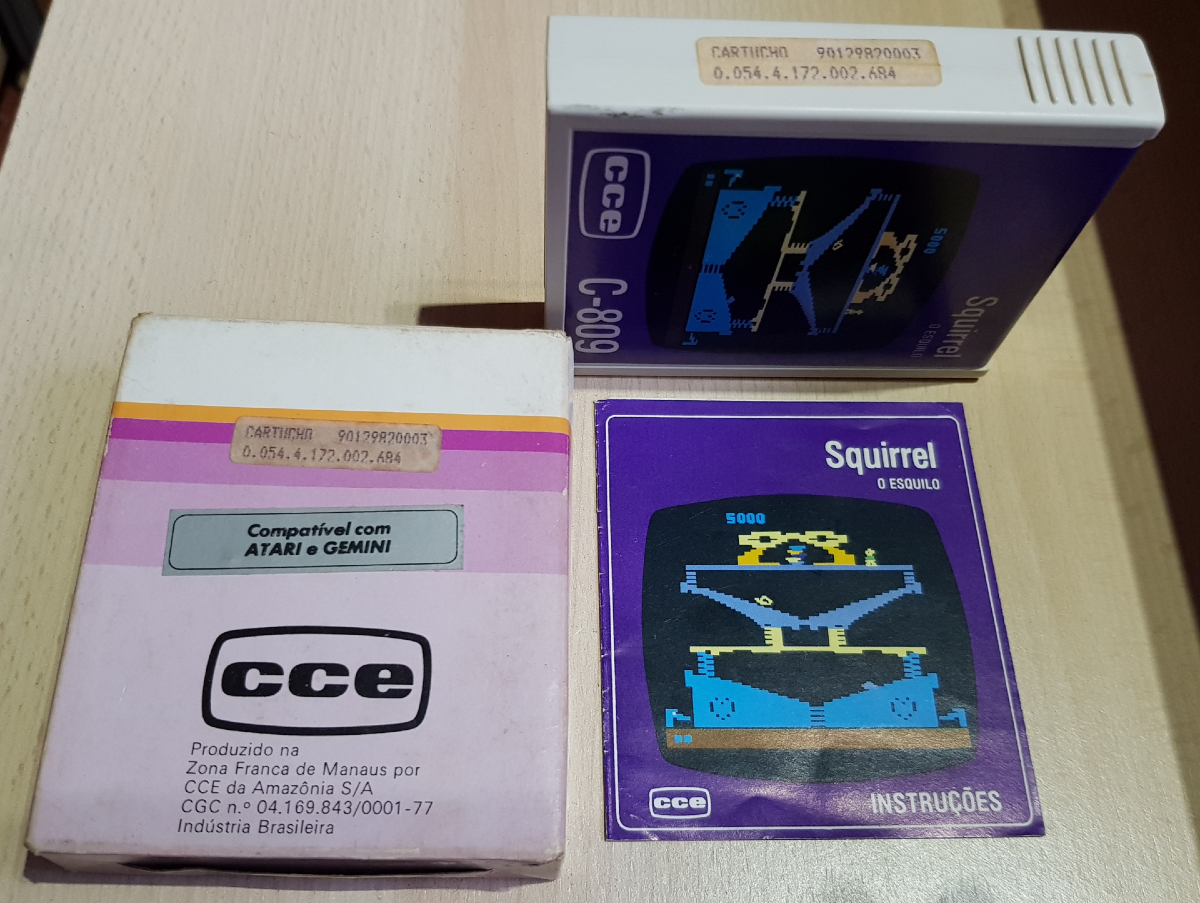 CARTUCHO 90129820003
0.054.4.172.002.684
cce
C-809
5000
Squirrel
O ESQUILO
CARTUCHO 90129820003
0.054.4.172.002.684
Compatível com
ATARI e GEMINI
cce
Produzido na
Zona Franca de Manaus por
CCE da Amazônia S/A
CGC n.º 04.169.843/0001-77
Indústria Brasileira
Squirrel
O ESQUILO
5000
cce
INSTRUÇÕES